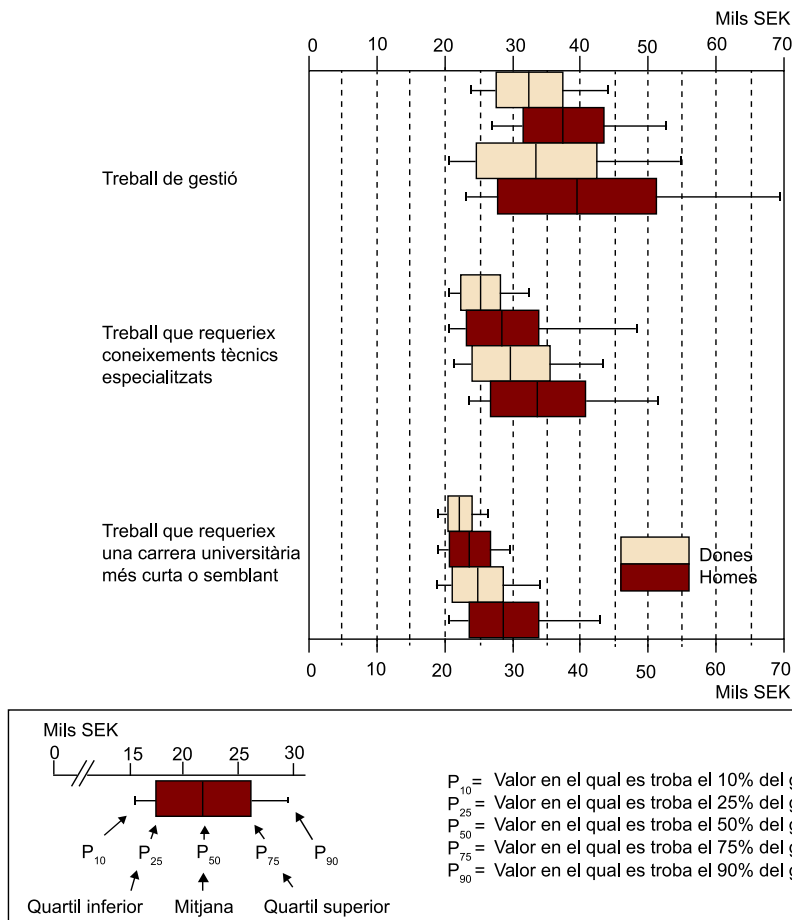 Mils SEK
0 10 20 30 40 50 60 70
Treball de gestió
Treball que requeriex
coneixements tècnics
especialitzats
Treball que requeriex
una carrera universitària
més curta o semblant
Dones
Homes
0 10 20 30 40 50 60 70
Mils SEK
Mils SEK
0 15 20 25 30
P10 P25 P50 P75 P90
Quartil inferior Mitjana Quartil superior
P10 = Valor en el qual es troba el 10% del
P25 = Valor en el qual es troba el 25% del
P50 = Valor en el qual es troba el 50% del
P75 = Valor en el qual es troba el 75% del
P90 = Valor en el qual es troba el 90% del